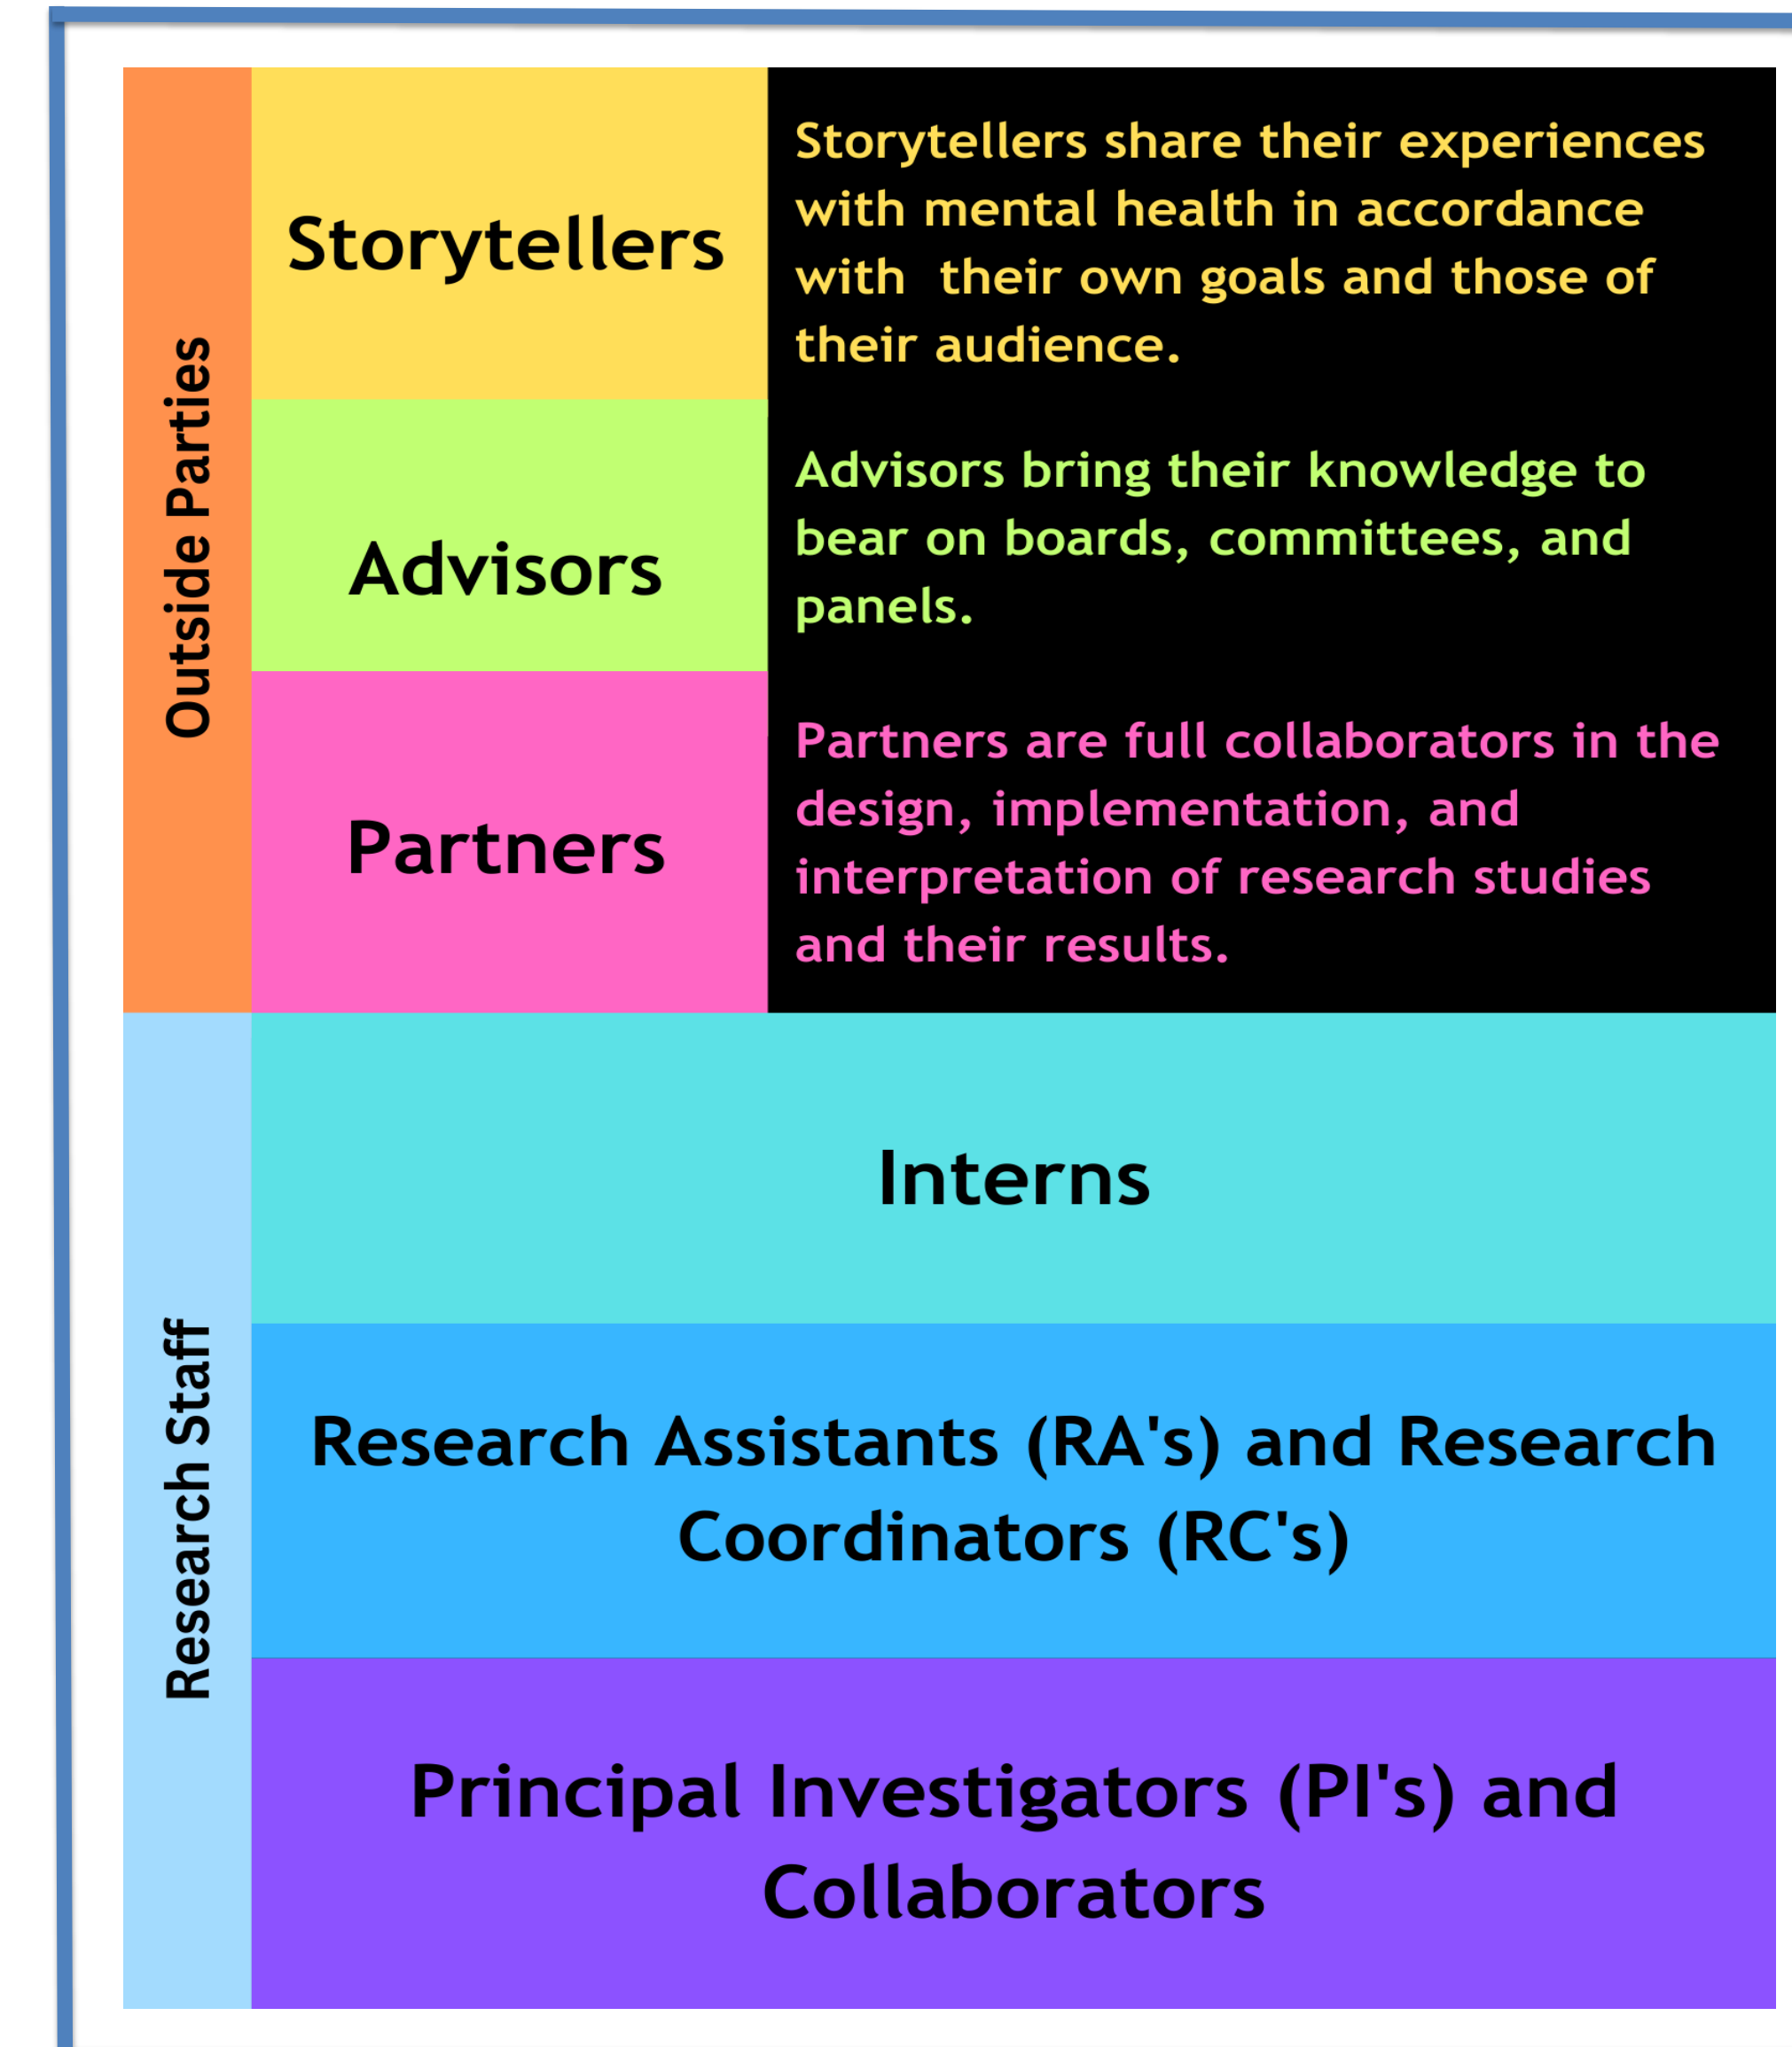 Outside Parties
Storytellers
Storytellers share their experiences
with mental health in accordance
with  their own goals and those of
their audience.
Advisors
Advisors bring their knowledge to
bear on boards, committees, and
panels.
Partners
Partners are full collaborators in the
design, implementation, and
interpretation of research studies
and their results.
Research Staff
Interns
Research Assistants (RA's) and Research
Coordinators (RC's)
Principal Investigators (PI's) and
Collaborators